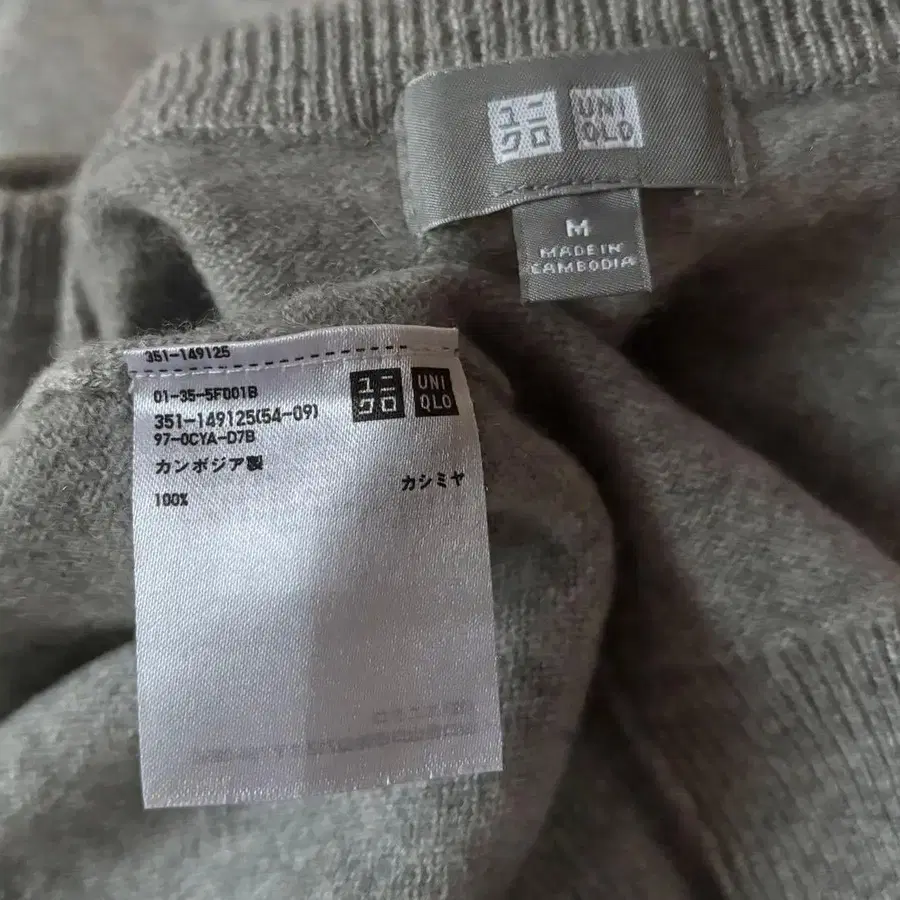 ユニ UNI
クロ QLO
M
MADE IN
CAMBODIA
351-149125
01-35-5F001B
ユニ UNI
クロ QLO
351-149125(54-09)
97-0CYA-D7B
カンボジア製
カシミヤ
100%